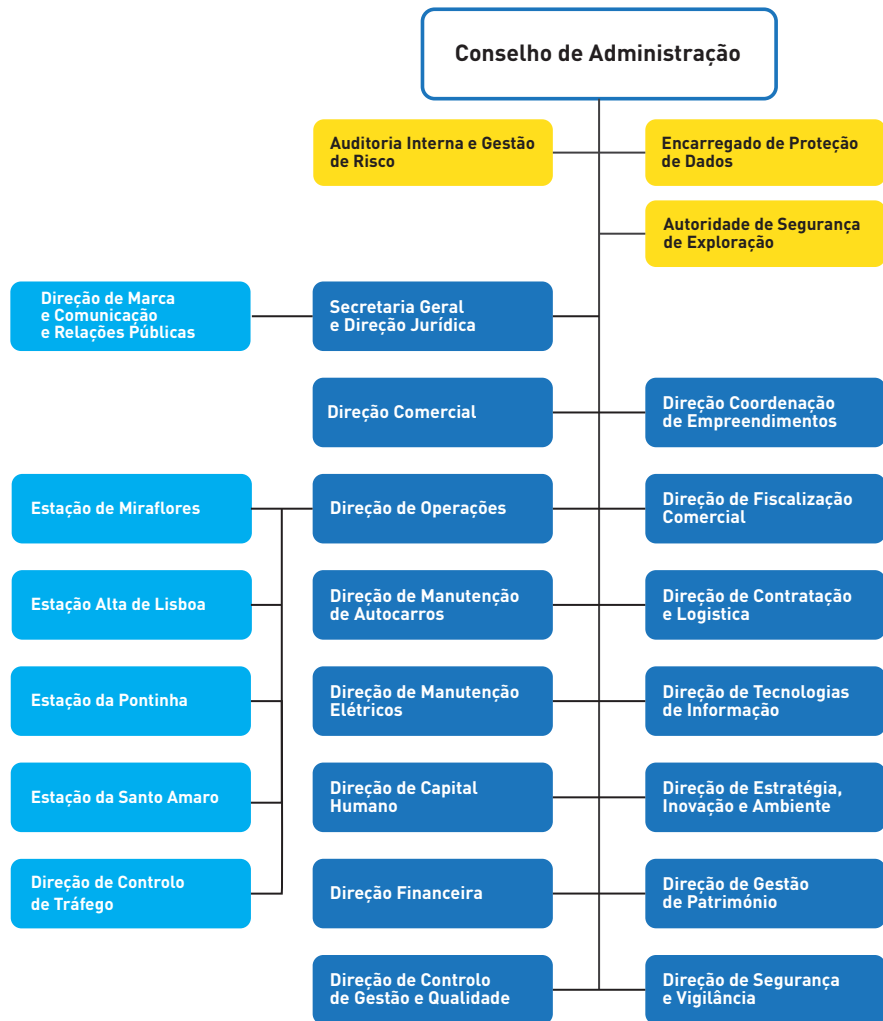 Conselho de Administração
Auditoria Interna e Gestão
de Risco
Encarregado de Proteção
de Dados
Autoridade de Segurança
de Exploração
Direção de Marca
e Comunicação
e Relações Públicas
Secretaria Geral
e Direção Jurídica
Direção Comercial
Direção Coordenação
de Empreendimentos
Estação de Miraflores
Direção de Operações
Direção de Fiscalização
Comercial
Estação Alta de Lisboa
Direção de Manutenção
de Autocarros
Direção de Contratação
e Logistica
Estação da Pontinha
Direção de Manutenção
Elétricos
Direção de Tecnologias
de Informação
Estação da Santo Amaro
Direção de Capital
Humano
Direção de Estratégia,
Inovação e Ambiente
Direção de Controlo
de Tráfego
Direção Financeira
Direção de Gestão
de Património
Direção de Controlo
de Gestão e Qualidade
Direção de Segurança
e Vigilância